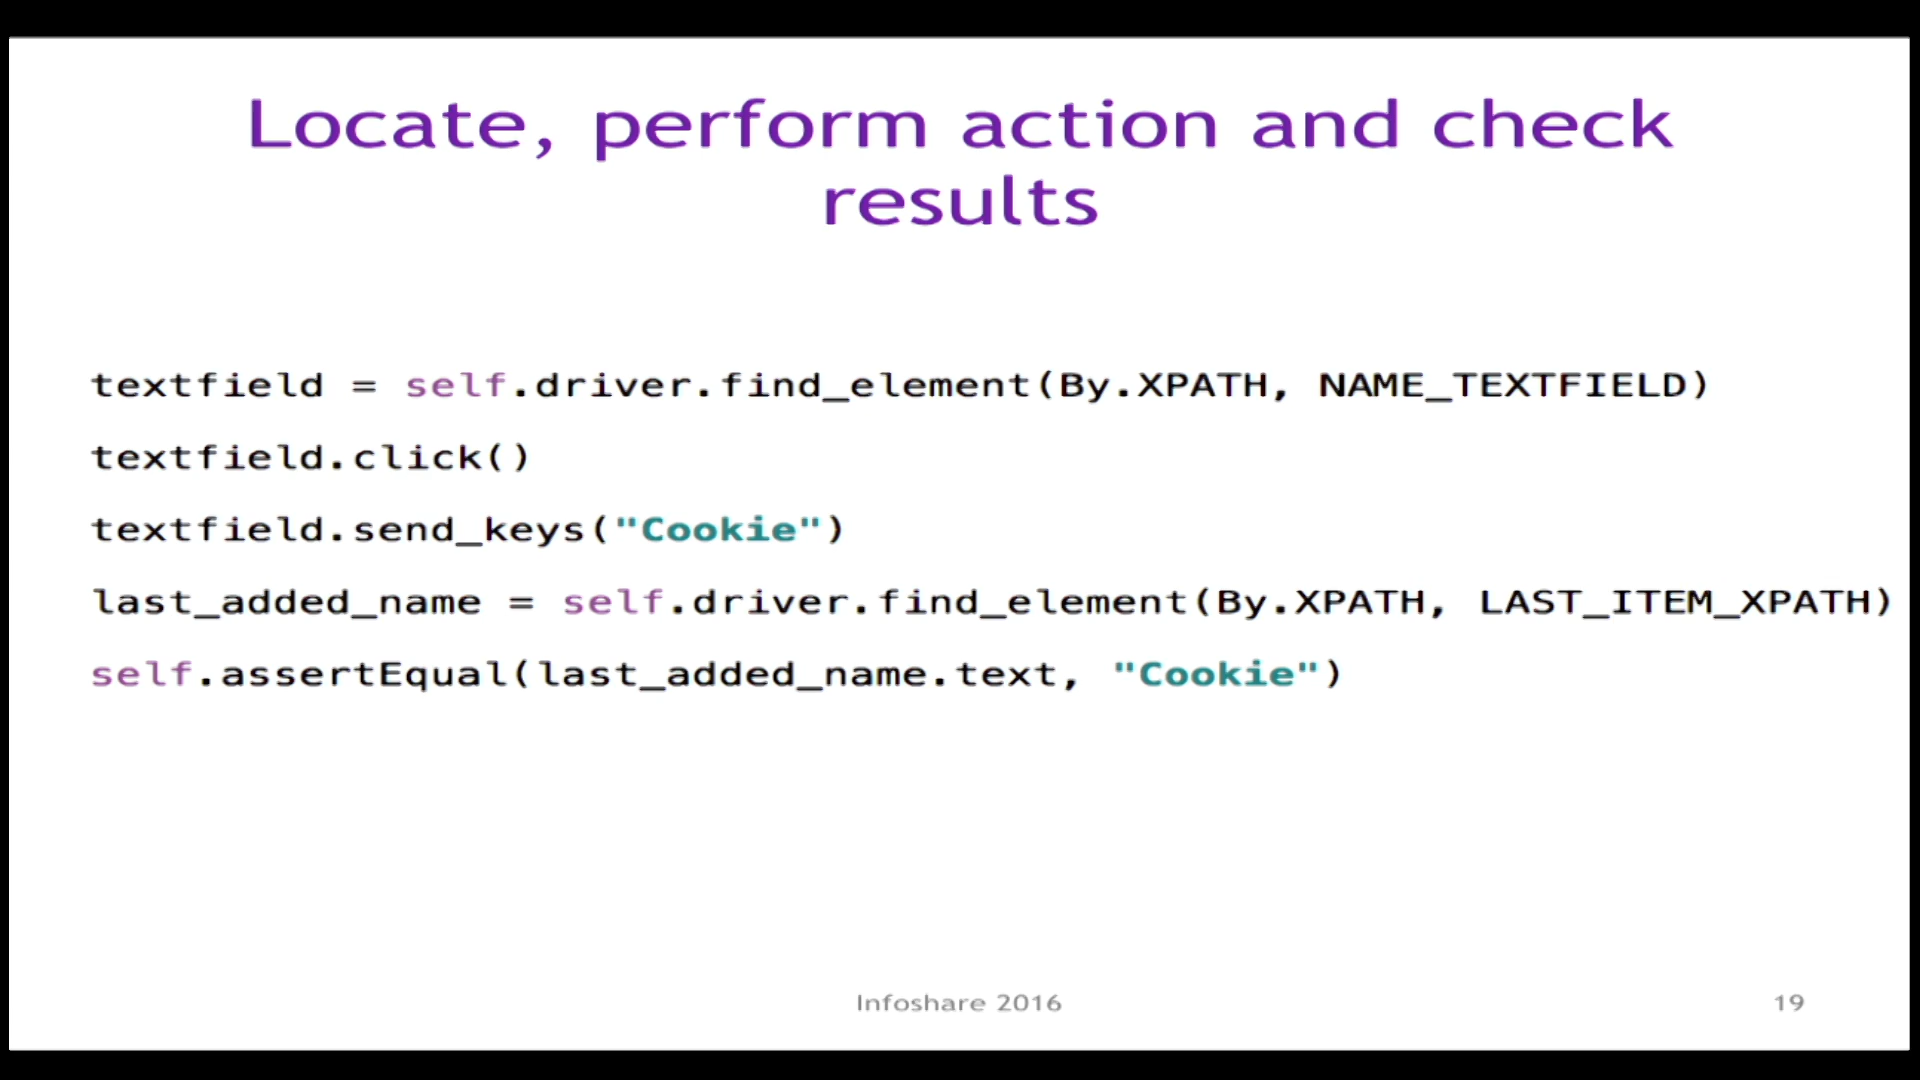 Locate, perform action and check
results
textfield = self.driver.find_element(By.XPATH, NAME_TEXTFIELD)
textfield.click()
textfield.send_keys("Cookie")
last_added_name = self.driver.find_element(By.XPATH, LAST_ITEM_XPATH)
self.assertEqual(last_added_name.text, "Cookie")
Infoshare 2016
19